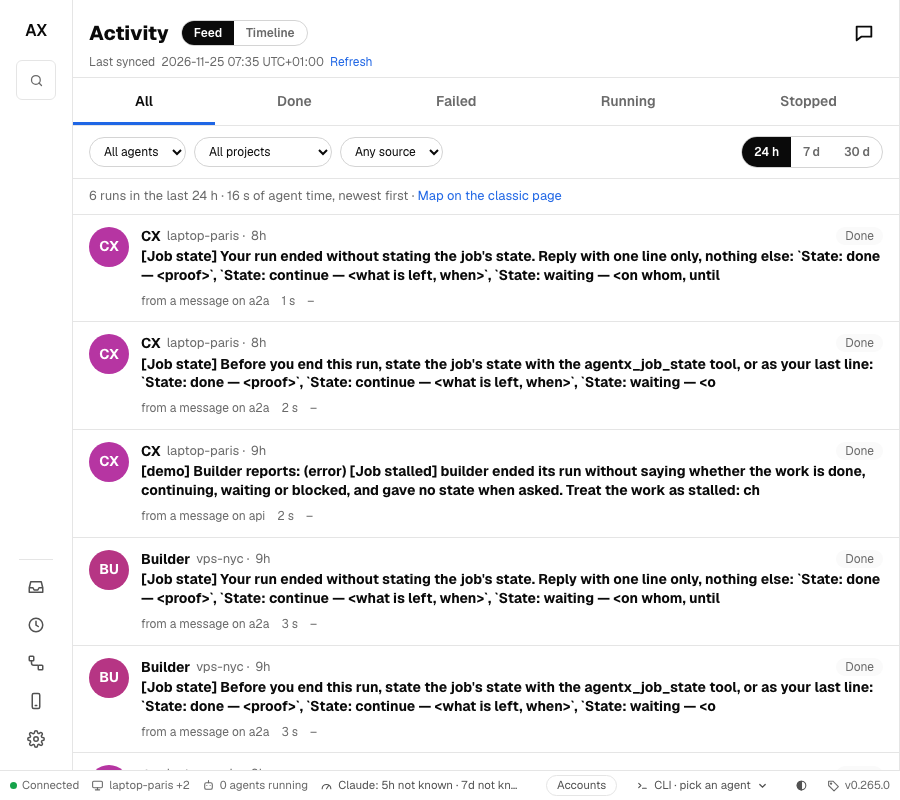 AX
Activity
Feed
Timeline
Last synced 2026-11-25 07:35 UTC+01:00 Refresh
All
Done
Failed
Running
Stopped
All agents
All projects
Any source
24 h
7 d
30 d
6 runs in the last 24 h · 16 s of agent time, newest first · Map on the classic page
CX
CX laptop-paris · 8h
Done
[Job state] Your run ended without stating the job's state. Reply with one line only, nothing else: `State: done
— <proof>`, `State: continue — <what is left, when>`, `State: waiting — <on whom, until
from a message on a2a 1 s –
CX
CX laptop-paris · 8h
Done
[Job state] Before you end this run, state the job's state with the agentx_job_state tool, or as your last line:
`State: done — <proof>`, `State: continue — <what is left, when>`, `State: waiting — <o
from a message on a2a 2 s –
CX
CX laptop-paris · 9h
Done
[demo] Builder reports: (error) [Job stalled] builder ended its run without saying whether the work is done,
continuing, waiting or blocked, and gave no state when asked. Treat the work as stalled: ch
from a message on api 2 s –
BU
Builder vps-nyc · 9h
Done
[Job state] Your run ended without stating the job's state. Reply with one line only, nothing else: `State: done
— <proof>`, `State: continue — <what is left, when>`, `State: waiting — <on whom, until
from a message on a2a 3 s –
BU
Builder vps-nyc · 9h
Done
[Job state] Before you end this run, state the job's state with the agentx_job_state tool, or as your last line:
`State: done — <proof>`, `State: continue — <what is left, when>`, `State: waiting — <o
from a message on a2a 3 s –
Connected
laptop-paris +2
0 agents running
Claude: 5h not known · 7d not kn...
Accounts
CLI · pick an agent
v0.265.0